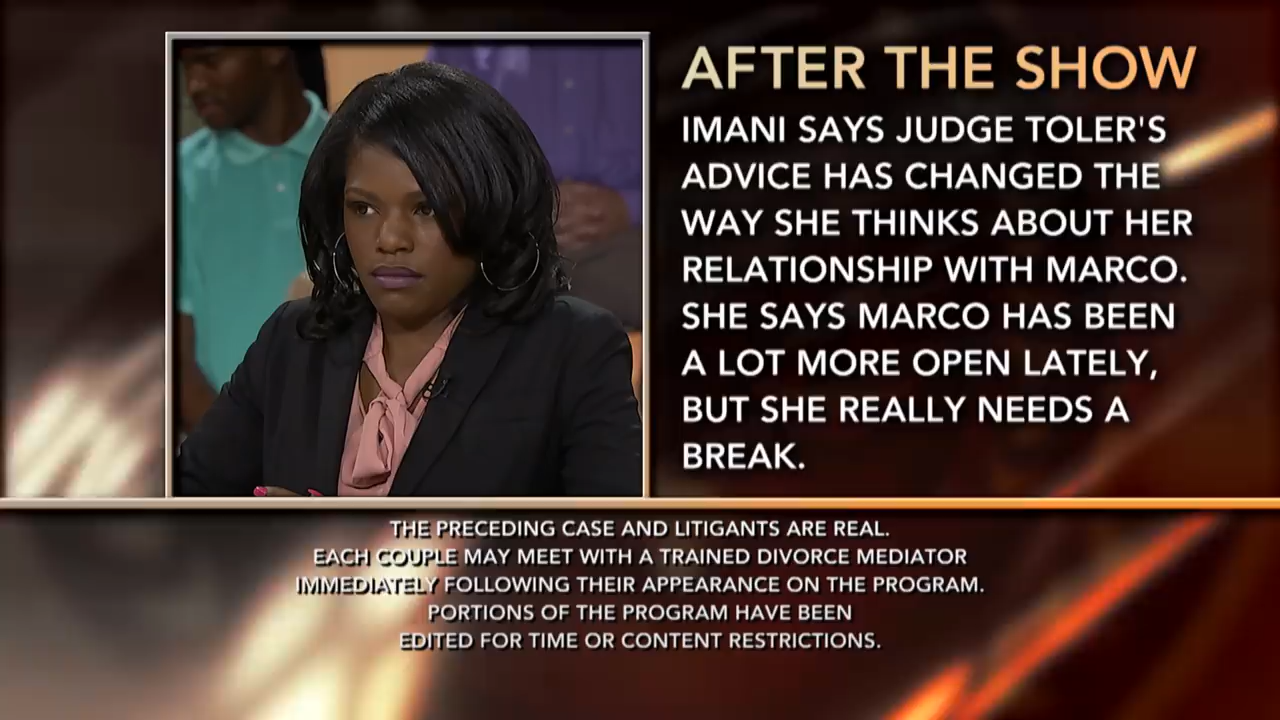 AFTER THE SHOW
IMANI SAYS JUDGE TOLER'S
ADVICE HAS CHANGED THE
WAY SHE THINKS ABOUT HER
RELATIONSHIP WITH MARCO.
SHE SAYS MARCO HAS BEEN
A LOT MORE OPEN LATELY,
BUT SHE REALLY NEEDS A
BREAK.
THE PRECEDING CASE AND LITIGANTS ARE REAL.
EACH COUPLE MAY MEET WITH A TRAINED DIVORCE MEDIATOR
IMMEDIATELY FOLLOWING THEIR APPEARANCE ON THE PROGRAM.
PORTIONS OF THE PROGRAM HAVE BEEN
EDITED FOR TIME OR CONTENT RESTRICTIONS.